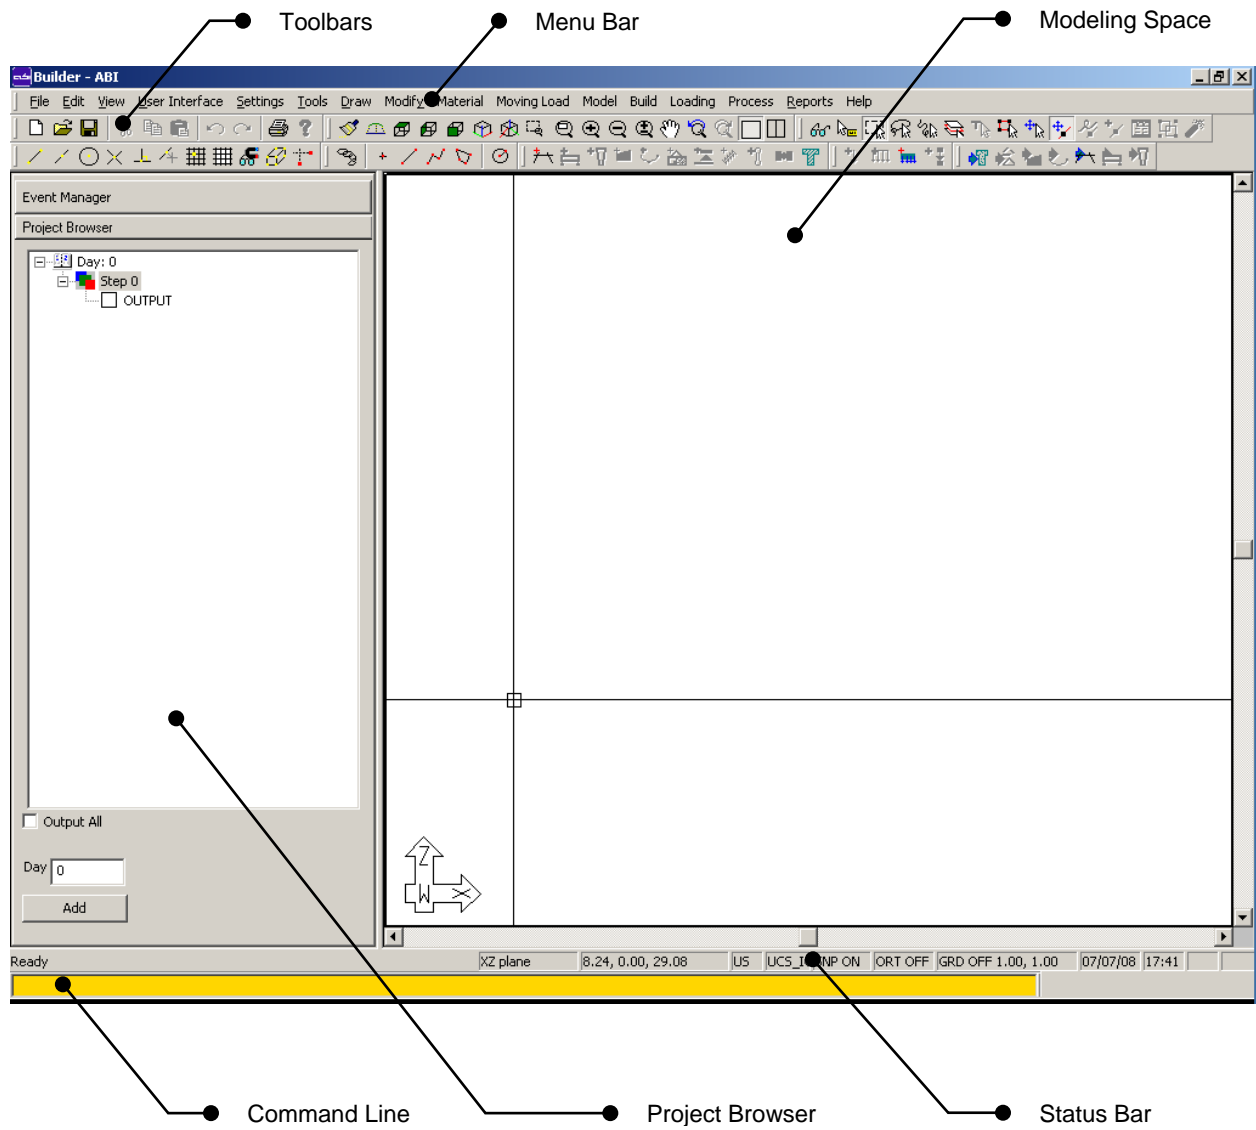 Toolbars Menu Bar Modeling Space
Builder - ABI
File Edit View User Interface Settings Tools Draw Modify Material Moving Load Model Build Loading Process Reports Help
Event Manager
Project Browser
Day: 0
Step 0
OUTPUT
Z
W X
Output All
Day 0
Add
Ready XZ plane 8.24, 0.00, 29.08 US ON ORT OFF GRD OFF 1.00, 1.00 07/07/08 17:41
Command Line Project Browser Status Bar